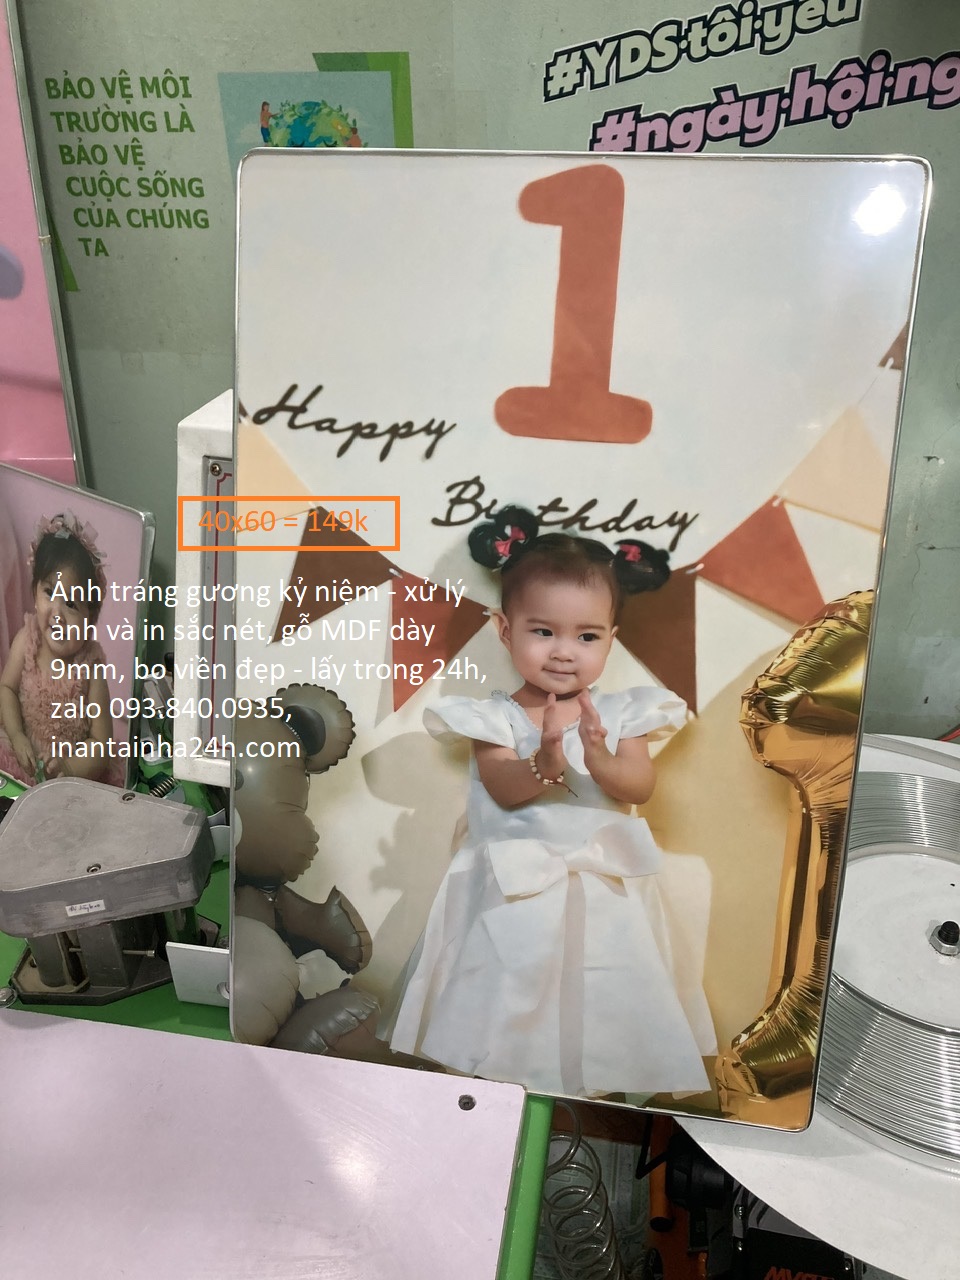 #YDS·tôi·yêu
#ngày·hội·ng
BẢO VỆ MÔI
TRƯỜNG LÀ
BẢO VỆ
CUỘC SỐNG
CỦA CHÚNG
TA
1
Happy
Birthday
40x60 = 149k
Ảnh tráng gương kỷ niệm - xử lý
ảnh và in sắc nét, gỗ MDF dày
9mm, bo viền đẹp - lấy trong 24h,
zalo 093.840.0935,
inantainha24h.com